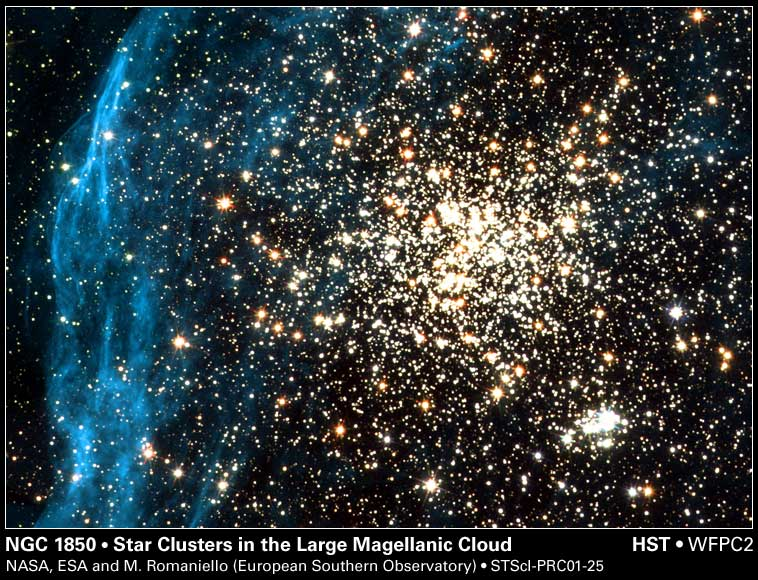 NGC 1850 • Star Clusters in the Large Magellanic Cloud HST • WFPC2
NASA, ESA and M. Romaniello (European Southern Observatory) • STScI-PRC01-25